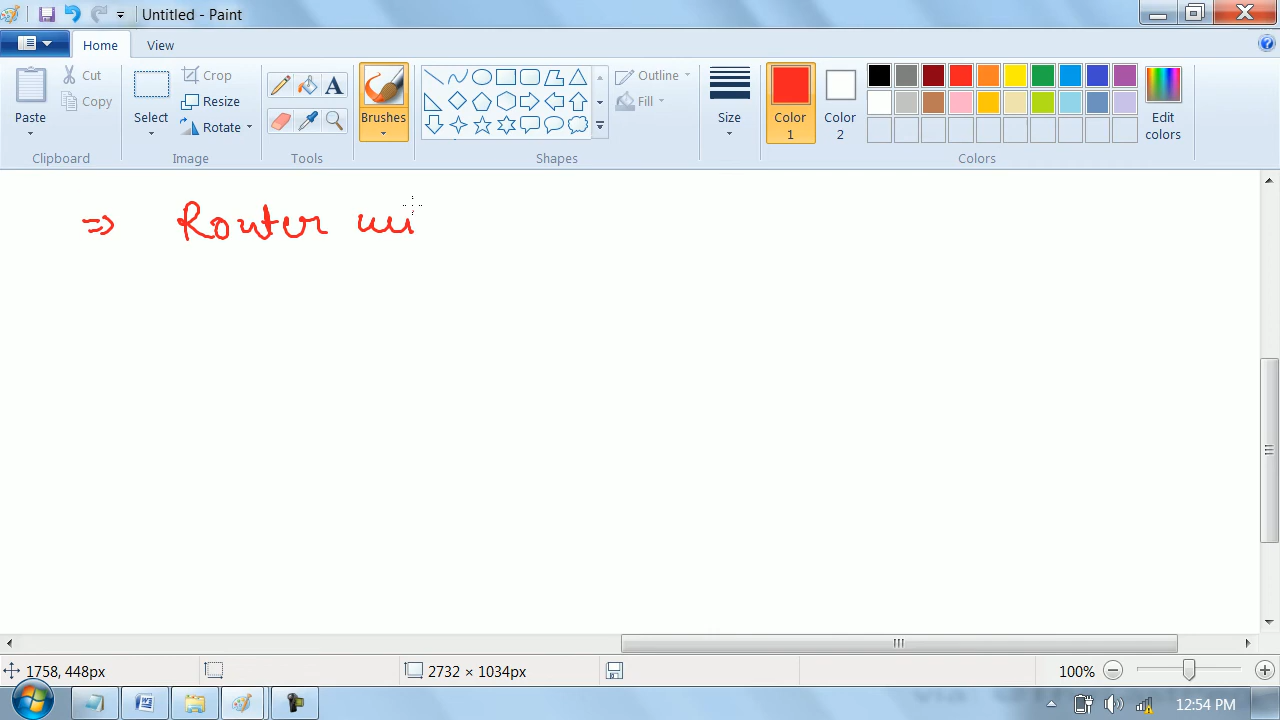 Untitled - Paint
Home View
Cut
Copy
Paste
Clipboard
Select
Crop
Resize
Rotate
Image
Tools
Brushes
Shapes
Outline
Fill
Size
Color 1
Color 2
Edit colors
Colors
⇒ Router
1758, 448px
2732 × 1034px
100%
12:54 PM